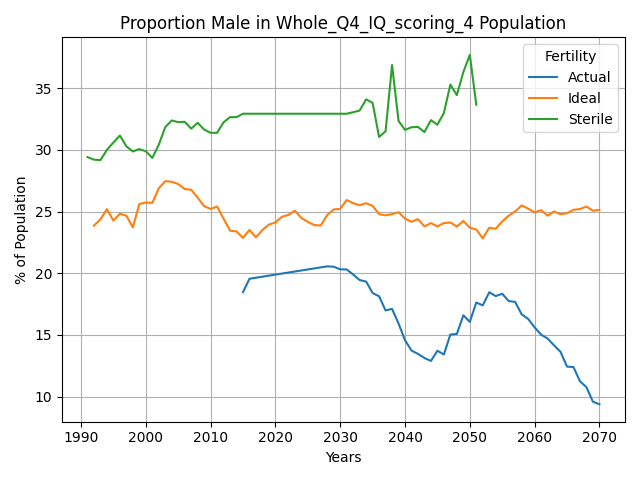 Proportion Male in Whole_Q4_IQ_scoring_4 Population
Fertility
Actual
Ideal
Sterile
% of Population
35
30
25
20
15
10
1990 2000 2010 2020 2030 2040 2050 2060 2070
Years